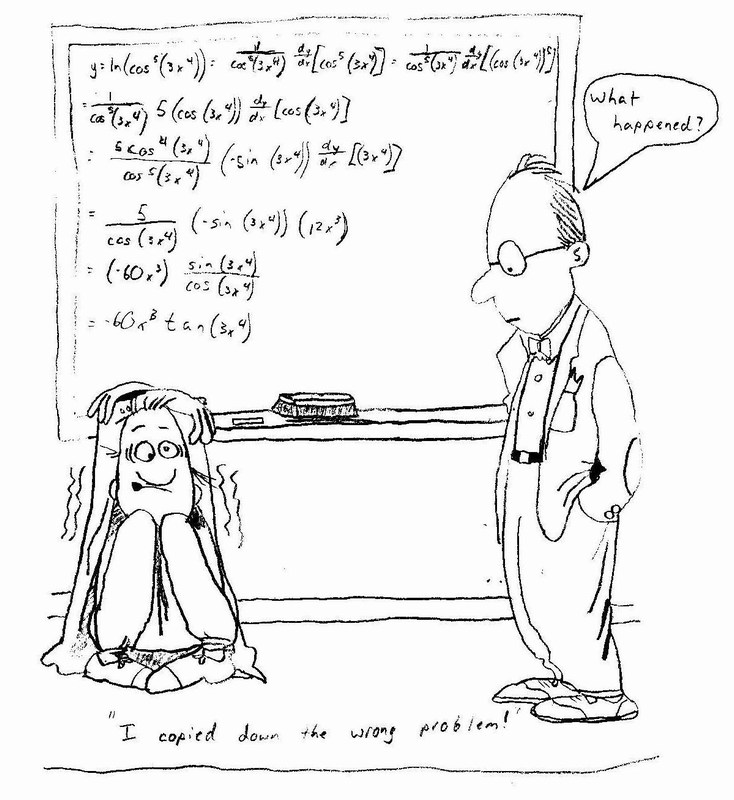 y = ln(cos⁵(3x⁴)) = 1/cos⁵(3x⁴) dy/dx [cos⁵(3x⁴)] = 1/cos⁵(3x⁴) dy/dx [(cos(3x⁴))⁵]
= 1/cos⁵(3x⁴) 5(cos(3x⁴))⁴ dy/dx [cos(3x⁴)]
= 5cos⁴(3x⁴)/cos⁵(3x⁴) (-sin(3x⁴)) dy/dx [(3x⁴)]
= 5/cos(3x⁴) (-sin(3x⁴)) (12x³)
= (-60x³) sin(3x⁴)/cos(3x⁴)
= -60x³ tan(3x⁴)
What
happened?
"I copied down the wrong problem!"